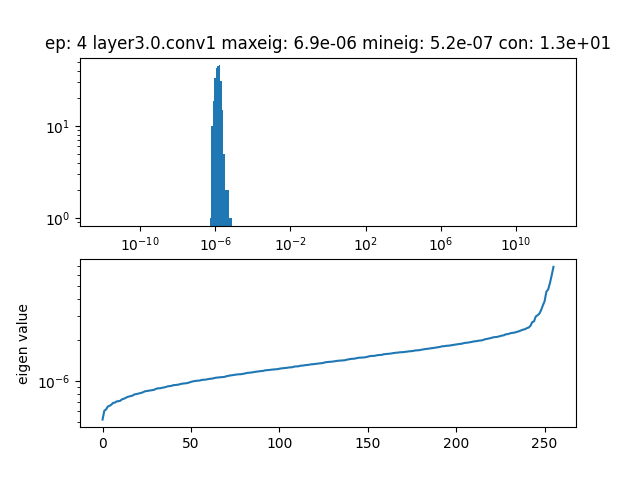 ep: 4 layer3.0.conv1 maxeig: 6.9e-06 mineig: 5.2e-07 con: 1.3e+01
10¹
10⁰
10⁻¹⁰ 10⁻⁶ 10⁻² 10² 10⁶ 10¹⁰
eigen value
10⁻⁶
0 50 100 150 200 250